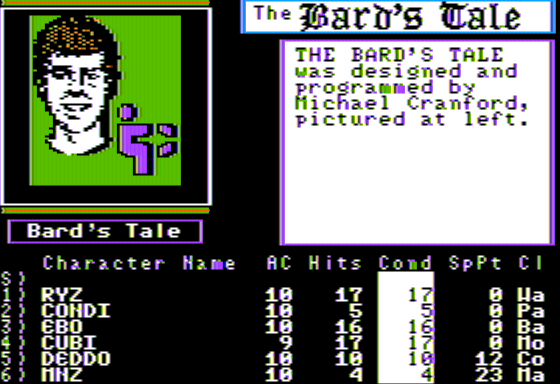 The Bard's Tale
THE BARD'S TALE
was designed and
programmed by
Michael Cranford,
pictured at left.
Bard's Tale
Character Name AC Hits Cond SpPt Cl
S)
1) RYZ 10 17 17 0 Wa
2) CONDI 10 5 5 0 Pa
3) EBO 10 16 16 0 Ba
4) CUBI 9 17 17 0 Mo
5) DEDDO 10 10 10 12 Co
6) MNZ 10 4 4 23 Ma